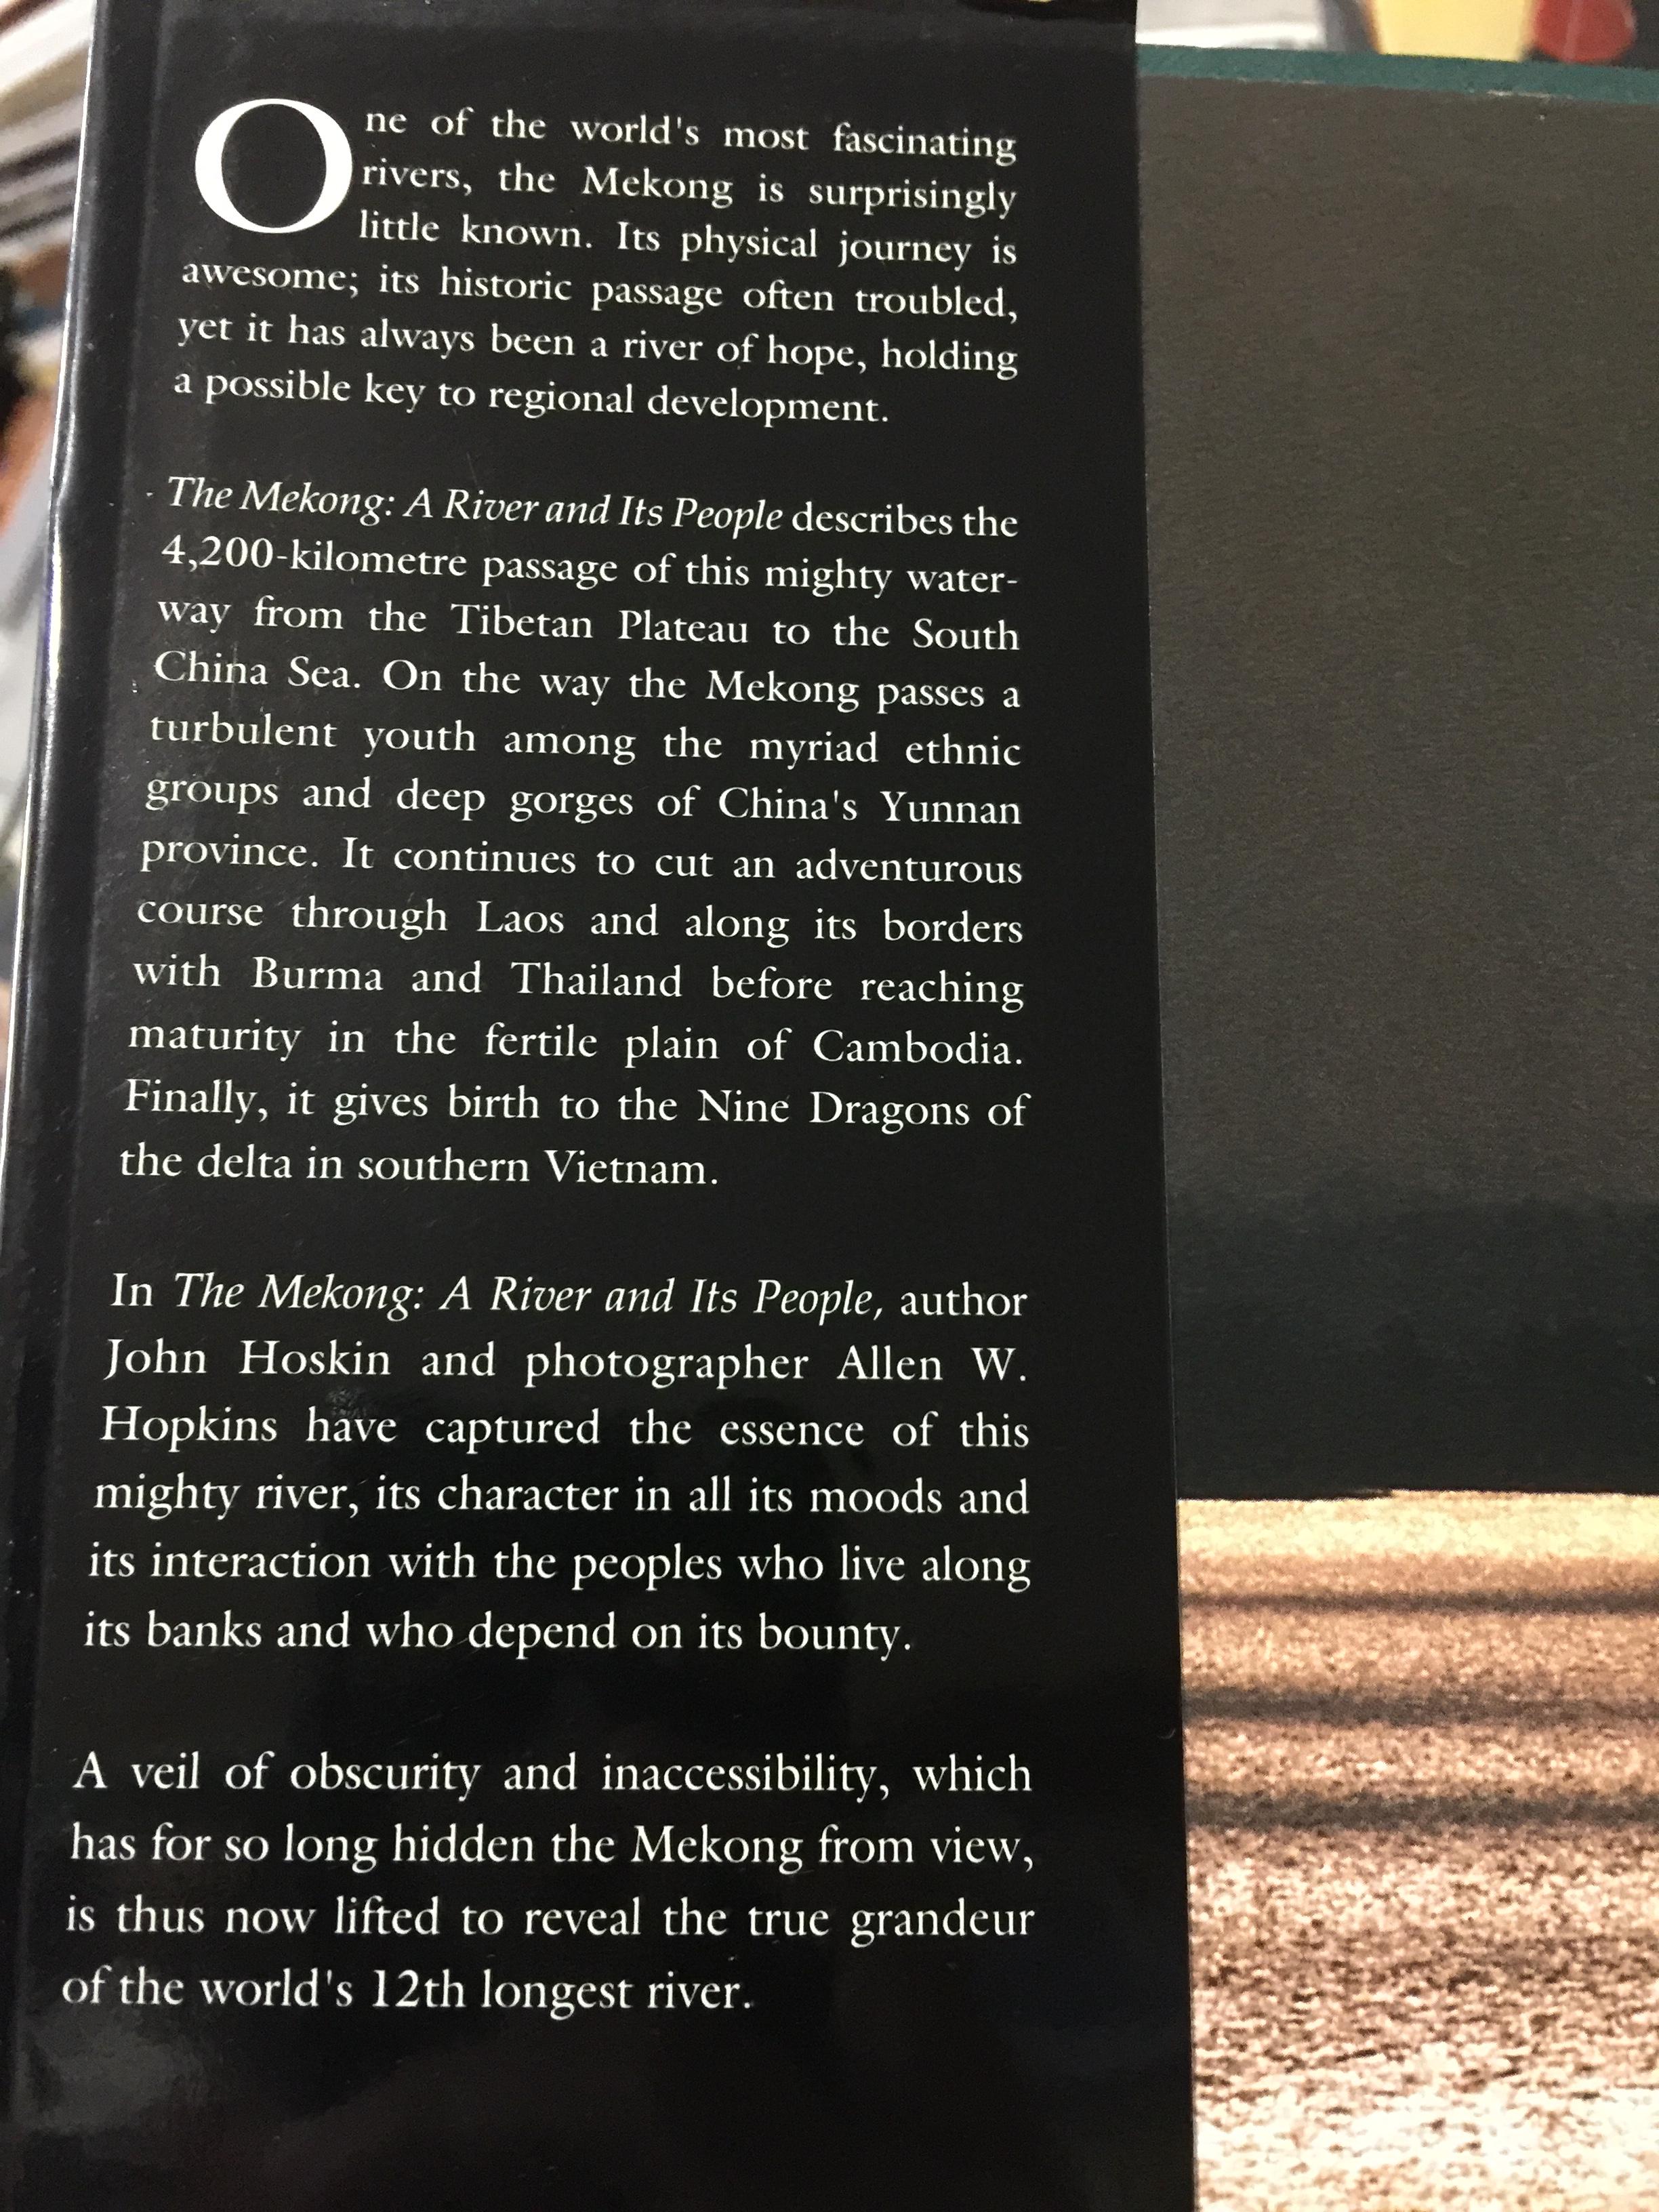 One of the world's most fascinating
rivers, the Mekong is surprisingly
little known. Its physical journey is
awesome; its historic passage often troubled,
yet it has always been a river of hope, holding
a possible key to regional development.
The Mekong: A River and Its People describes the
4,200-kilometre passage of this mighty water-
way from the Tibetan Plateau to the South
China Sea. On the way the Mekong passes a
turbulent youth among the myriad ethnic
groups and deep gorges of China's Yunnan
province. It continues to cut an adventurous
course through Laos and along its borders
with Burma and Thailand before reaching
maturity in the fertile plain of Cambodia.
Finally, it gives birth to the Nine Dragons of
the delta in southern Vietnam.
In The Mekong: A River and Its People, author
John Hoskin and photographer Allen W.
Hopkins have captured the essence of this
mighty river, its character in all its moods and
its interaction with the peoples who live along
its banks and who depend on its bounty.
A veil of obscurity and inaccessibility, which
has for so long hidden the Mekong from view,
is thus now lifted to reveal the true grandeur
of the world's 12th longest river.